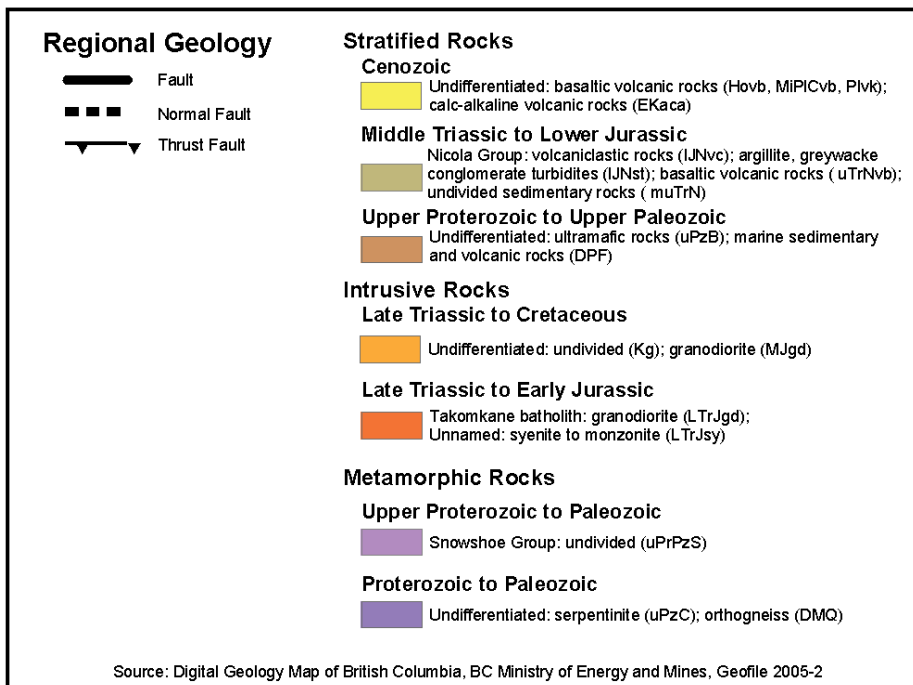 Regional Geology
Fault
Normal Fault
Thrust Fault
Stratified Rocks
Cenozoic
Undifferentiated: basaltic volcanic rocks (Hovb, MiPlCvb, Plvk);
calc-alkaline volcanic rocks (EKaca)
Middle Triassic to Lower Jurassic
Nicola Group: volcaniclastic rocks (lJNvc); argillite, greywacke
conglomerate turbidites (lJNst); basaltic volcanic rocks ( uTrNvb);
undivided sedimentary rocks ( muTrN)
Upper Proterozoic to Upper Paleozoic
Undifferentiated: ultramafic rocks (uPzB); marine sedimentary
and volcanic rocks (DPF)
Intrusive Rocks
Late Triassic to Cretaceous
Undifferentiated: undivided (Kg); granodiorite (MJgd)
Late Triassic to Early Jurassic
Takomkane batholith: granodiorite (LTrJgd);
Unnamed: syenite to monzonite (LTrJsy)
Metamorphic Rocks
Upper Proterozoic to Paleozoic
Snowshoe Group: undivided (uPrPzS)
Proterozoic to Paleozoic
Undifferentiated: serpentinite (uPzC); orthogneiss (DMQ)
Source: Digital Geology Map of British Columbia, BC Ministry of Energy and Mines, Geofile 2005-2